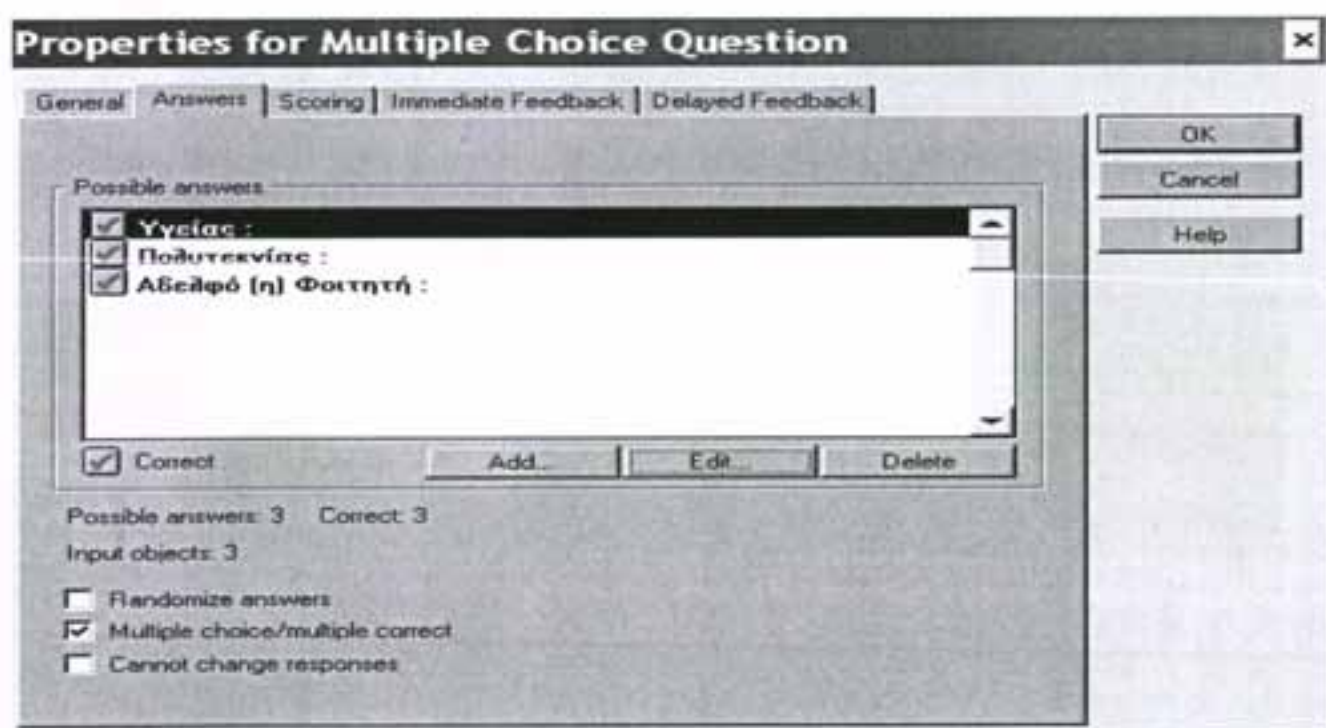 Properties for Multiple Choice Question
General Answers Scoring Immediate Feedback Delayed Feedback
OK
Cancel
Help
Possible answers
Υγείας :
Πολυτεκνίας :
Αδελφό (η) Φοιτητή :
Correct Add... Edit... Delete
Possible answers: 3 Correct: 3
Input objects: 3
Randomize answers
Multiple choice/multiple correct
Cannot change responses